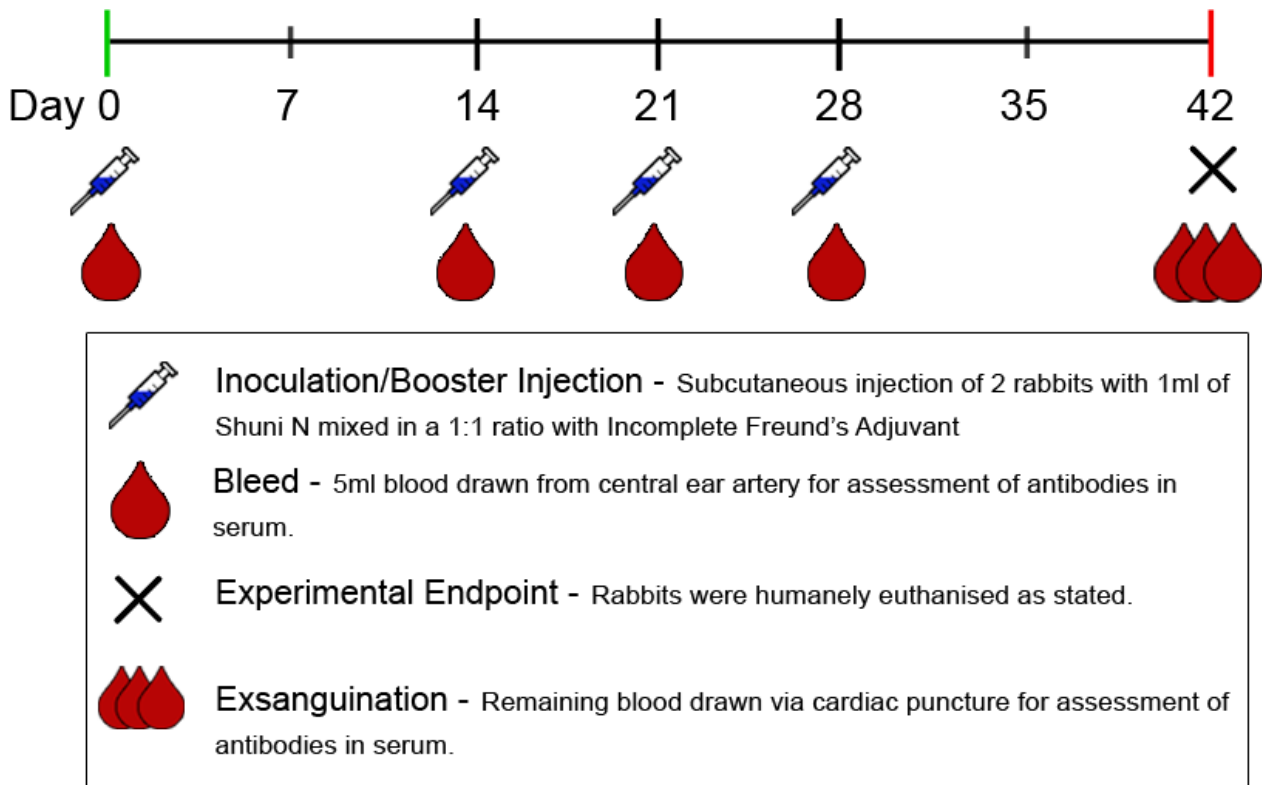 Day 0 7 14 21 28 35 42
Inoculation/Booster Injection - Subcutaneous injection of 2 rabbits with 1ml of
Shuni N mixed in a 1:1 ratio with Incomplete Freund's Adjuvant
Bleed - 5ml blood drawn from central ear artery for assessment of antibodies in
serum.
Experimental Endpoint - Rabbits were humanely euthanised as stated.
Exsanguination - Remaining blood drawn via cardiac puncture for assessment of
antibodies in serum.